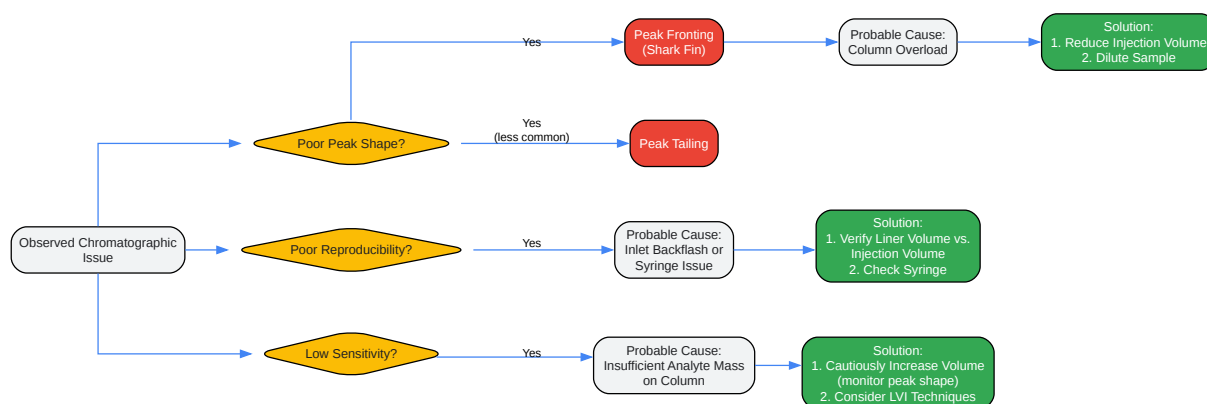 Yes
Peak Fronting
(Shark Fin)
Probable Cause:
Column Overload
Solution:
1. Reduce Injection Volume
2. Dilute Sample
Poor Peak Shape?
Yes
(less common)
Peak Tailing
Observed Chromatographic
Issue
Poor Reproducibility?
Yes
Probable Cause:
Inlet Backflash or
Syringe Issue
Solution:
1. Verify Liner Volume vs.
Injection Volume
2. Check Syringe
Low Sensitivity?
Yes
Probable Cause:
Insufficient Analyte Mass
on Column
Solution:
1. Cautiously Increase Volume
(monitor peak shape)
2. Consider LVI Techniques